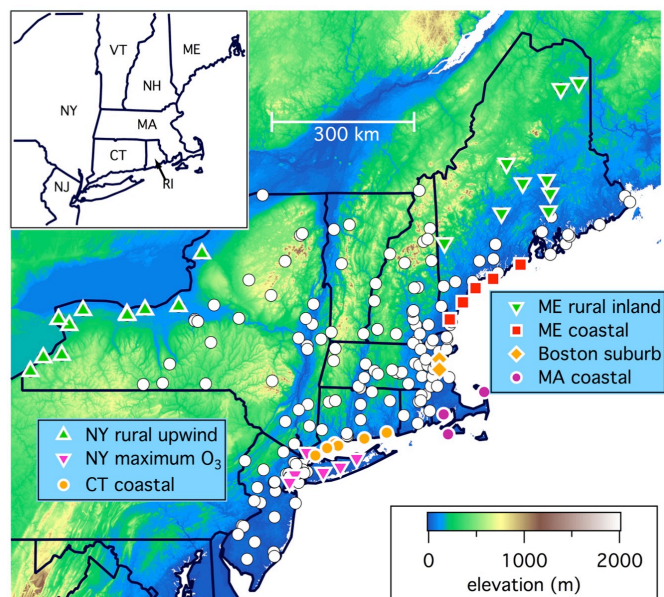 VT
ME
NH
NY
MA
CT
NJ
RI
300 km
ME rural inland
ME coastal
Boston suburb
MA coastal
NY rural upwind
NY maximum O₃
CT coastal
0 1000 2000
elevation (m)